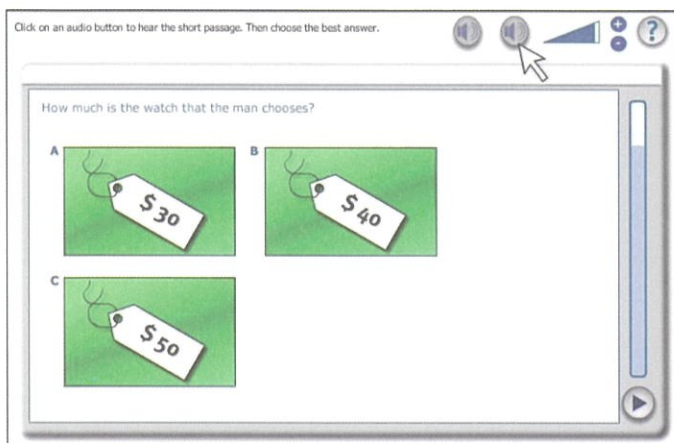 Click on an audio button to hear the short passage. Then choose the best answer.
+
-
?
How much is the watch that the man chooses?
A
$30
B
$40
C
$50